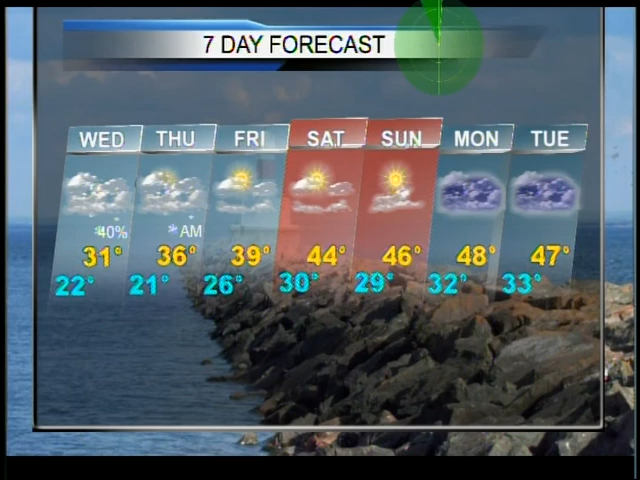 7 DAY FORECAST
WED THU FRI SAT SUN MON TUE
40% AM
31° 36° 39° 44° 46° 48° 47°
22° 21° 26° 30° 29° 32° 33°